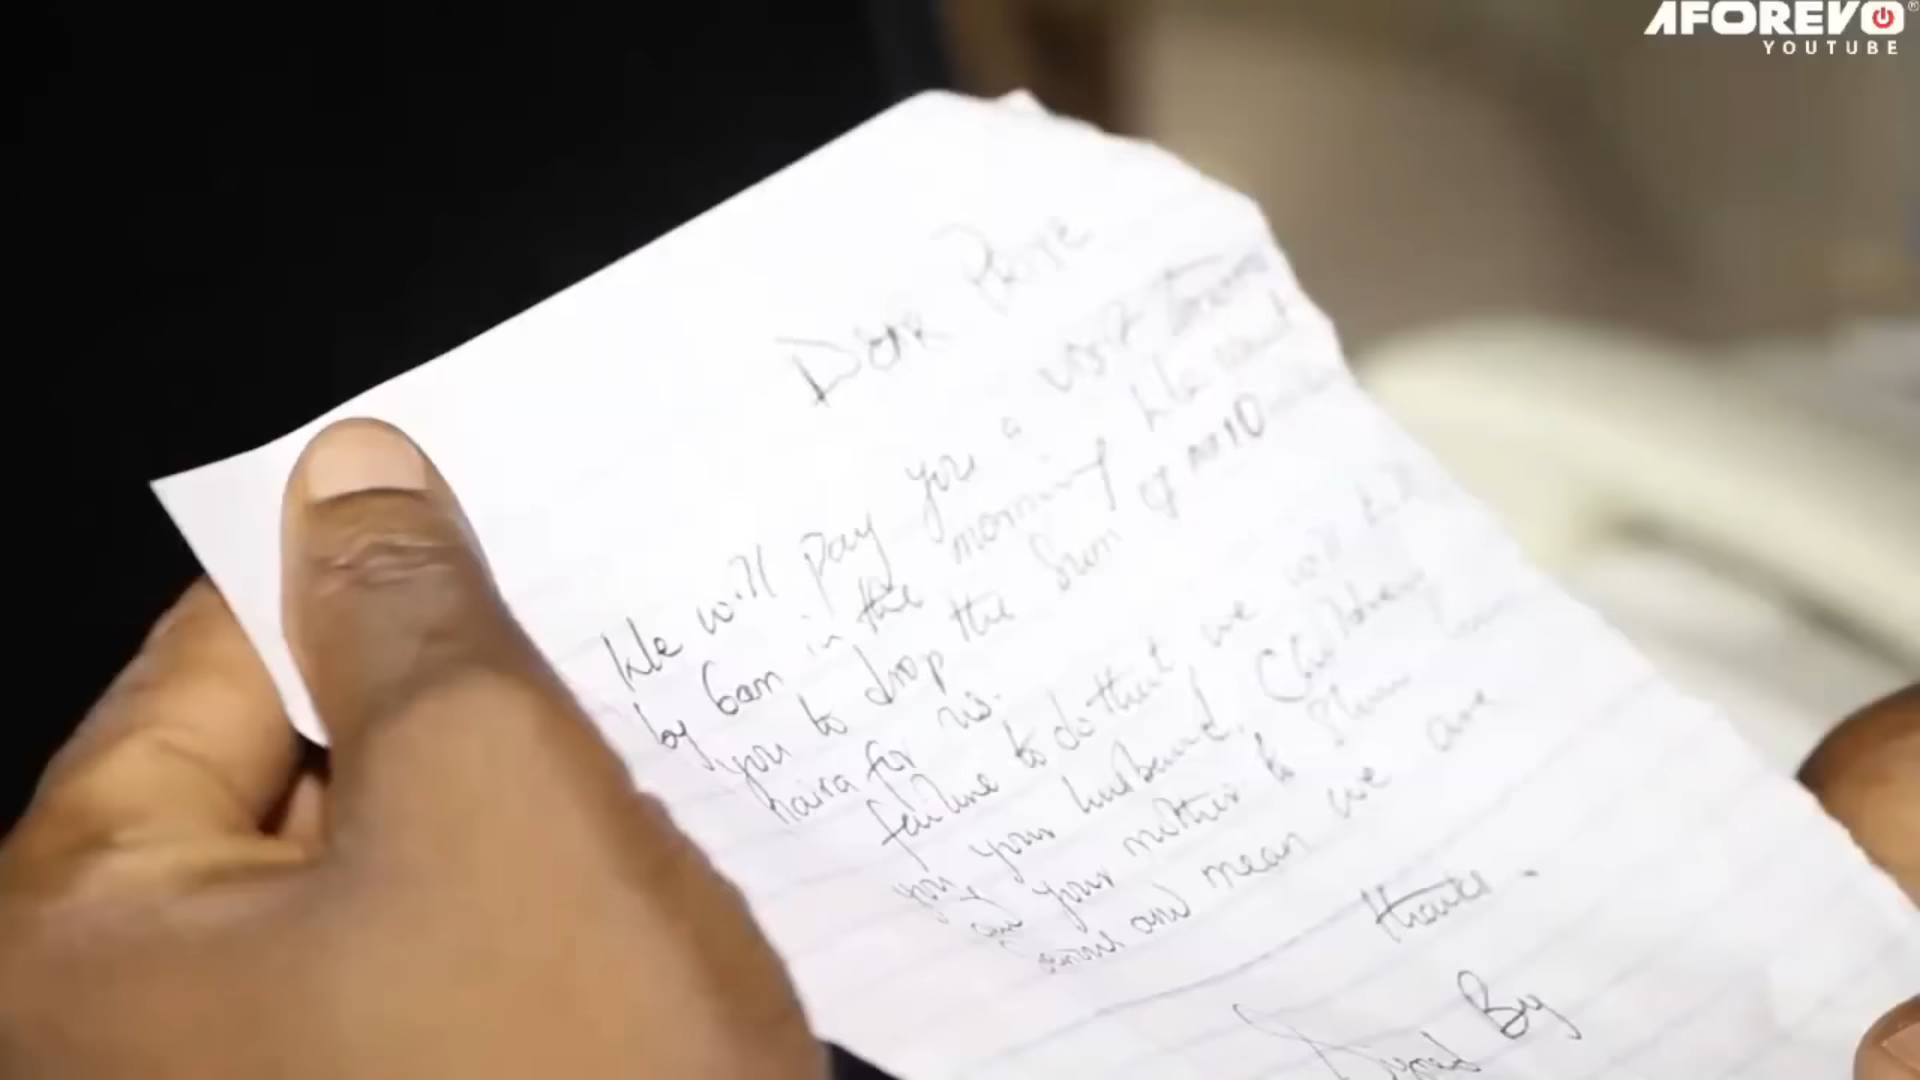 AFOREVO
YOUTUBE
Dear
We will pay you a visit
by 6am in the morning We want
you to drop the sum of
naira for us.
failure to do that we will kill
you, your husband, Children
your mother to
and mean we are
thanks.
Signed By